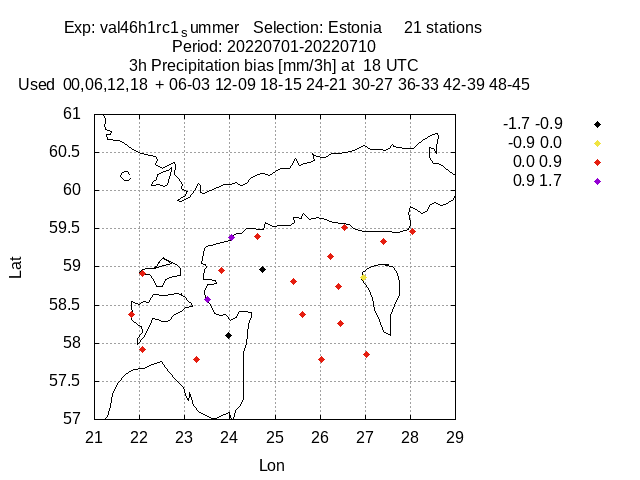 Exp: val46h1rc1summer Selection: Estonia 21 stations
Period: 20220701-20220710
3h Precipitation bias [mm/3h] at 18 UTC
Used 00,06,12,18 + 06-03 12-09 18-15 24-21 30-27 36-33 42-39 48-45
-1.7 -0.9
-0.9 0.0
0.0 0.9
0.9 1.7
61
60.5
60
59.5
59
58.5
58
57.5
57
Lat
21 22 23 24 25 26 27 28 29
Lon